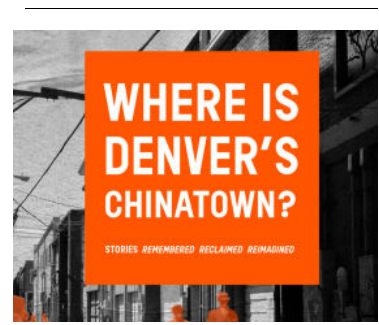 WHERE IS
DENVER'S
CHINATOWN?
STORIES REMEMBERED RECLAIMED REIMAGINED